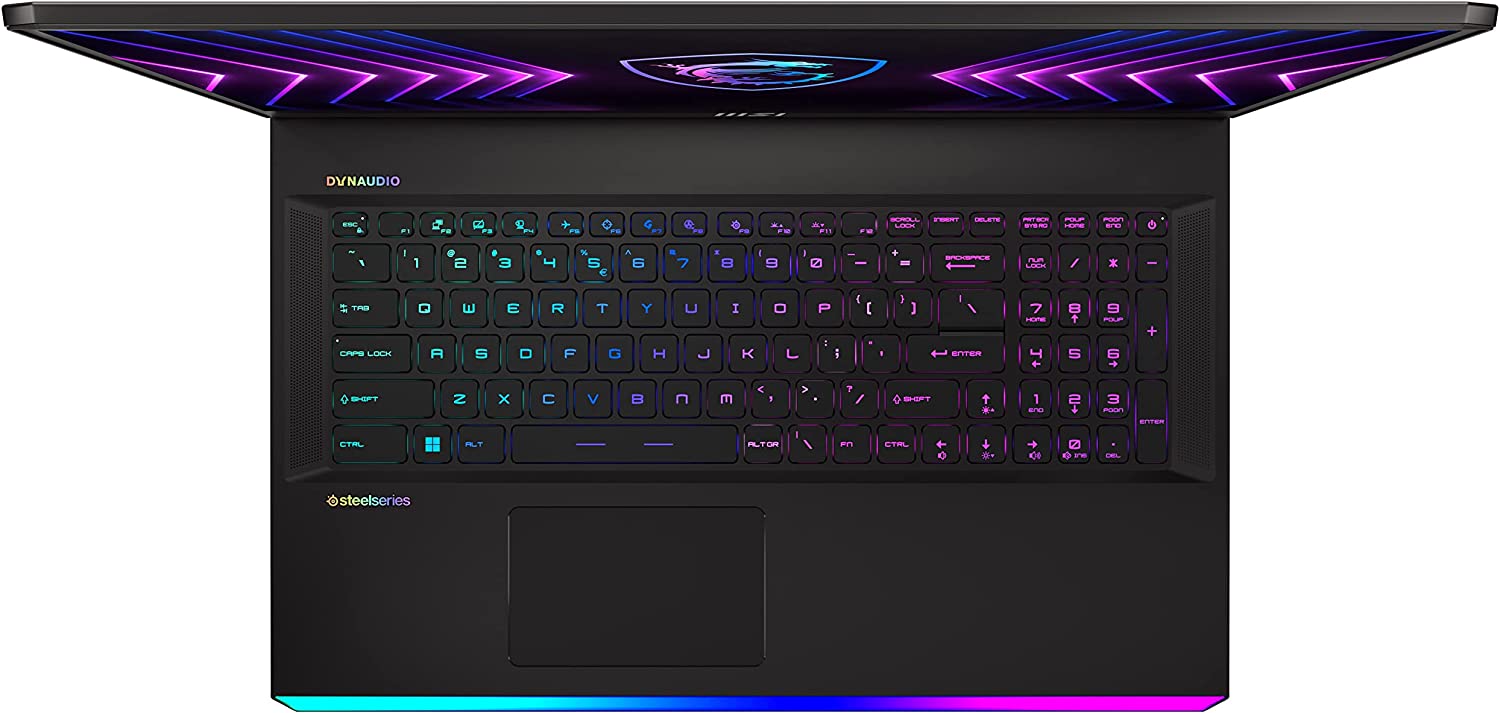 msi
DYNAUDIO
ESC F1 F2 F3 F4 F5 F6 F7 F8 F9 F10 F11 F12 SCROLL LOCK INSERT DELETE PRT SCR SYS RQ PGUP HOME PGDN END
~ ` ! 1 @ 2 # 3 $ 4 % 5 € ^ 6 & 7 * 8 ( 9 ) 0 _ - + = BACKSPACE NUM LOCK / * -
TAB Q W E R T Y U I O P { [ } ] | \ 7 HOME 8 9 PGUP +
CAPS LOCK A S D F G H J K L : ; " ' ENTER 4 5 6
SHIFT Z X C V B N M < , > . ? / SHIFT 1 END 2 3 PGDN ENTER
CTRL ALT ALT GR | \ FN CTRL 0 INS . DEL
steelseries